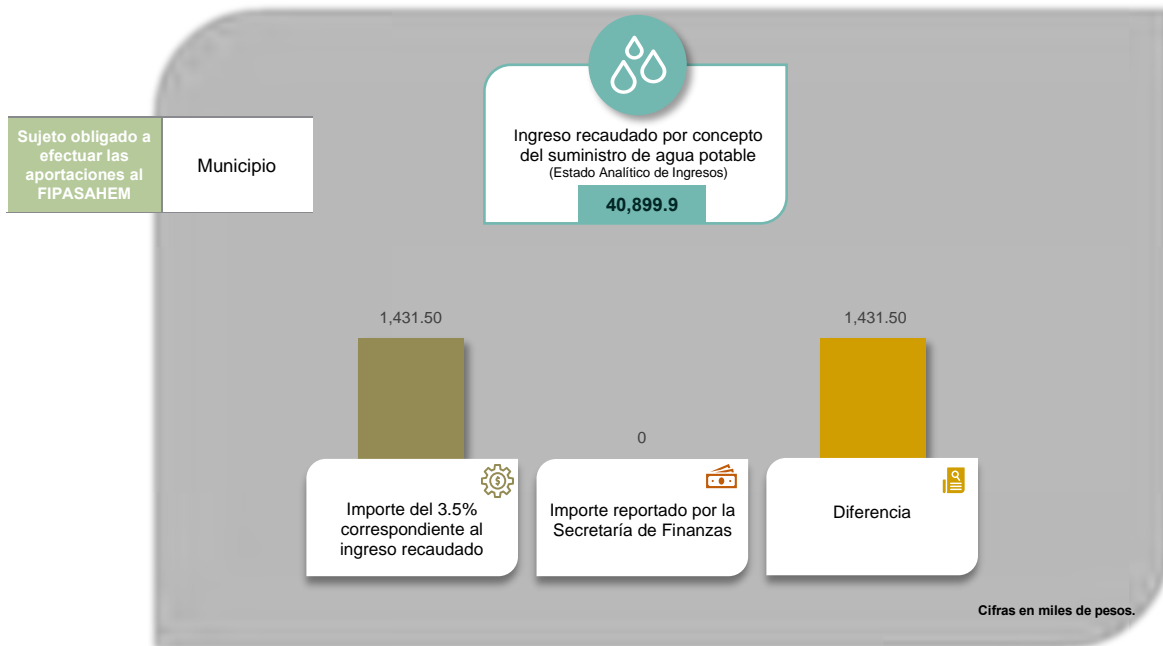 Sujeto obligado a
efectuar las
aportaciones al
FIPASAHEM
Municipio
Ingreso recaudado por concepto
del suministro de agua potable
(Estado Analítico de Ingresos)
40,899.9
1,431.50
0
1,431.50
Importe del 3.5%
correspondiente al
ingreso recaudado
Importe reportado por la
Secretaría de Finanzas
Diferencia
Cifras en miles de pesos.